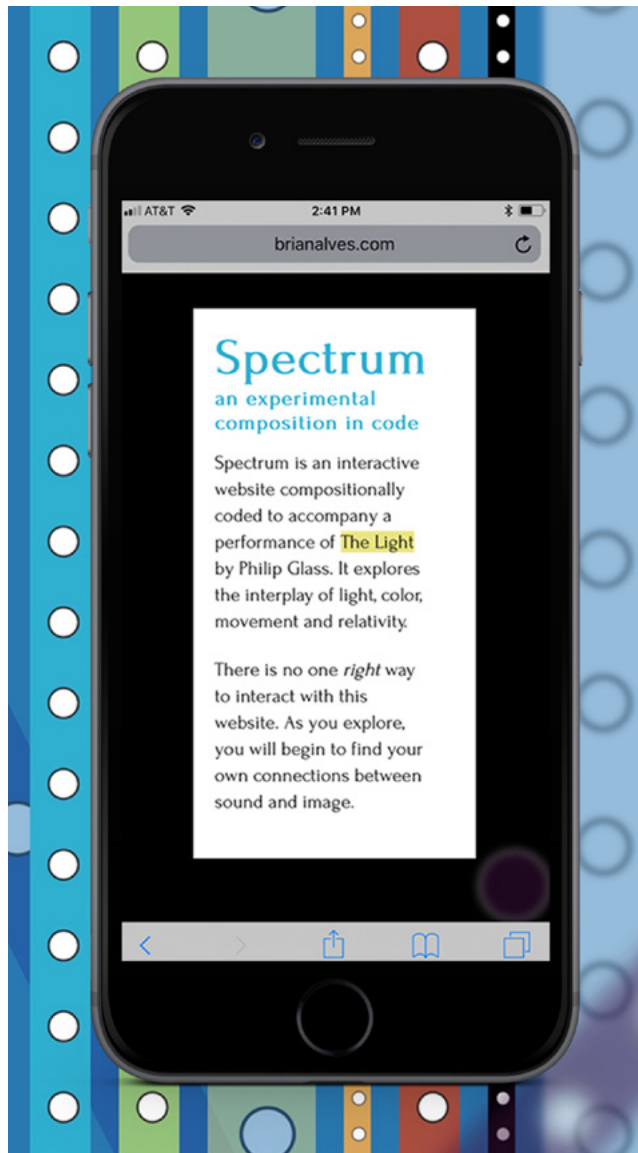 AT&T 2:41 PM
brianalves.com
Spectrum
an experimental
composition in code
Spectrum is an interactive
website compositionally
coded to accompany a
performance of The Light
by Philip Glass. It explores
the interplay of light, color,
movement and relativity.
There is no one right way
to interact with this
website. As you explore,
you will begin to find your
own connections between
sound and image.